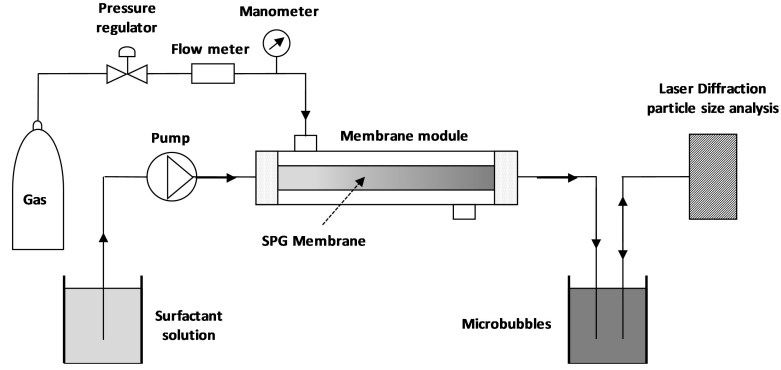 Pressure
regulator
Manometer
Flow meter
Laser Diffraction
particle size analysis
Pump
Membrane module
Gas
SPG Membrane
Surfactant
solution
Microbubbles